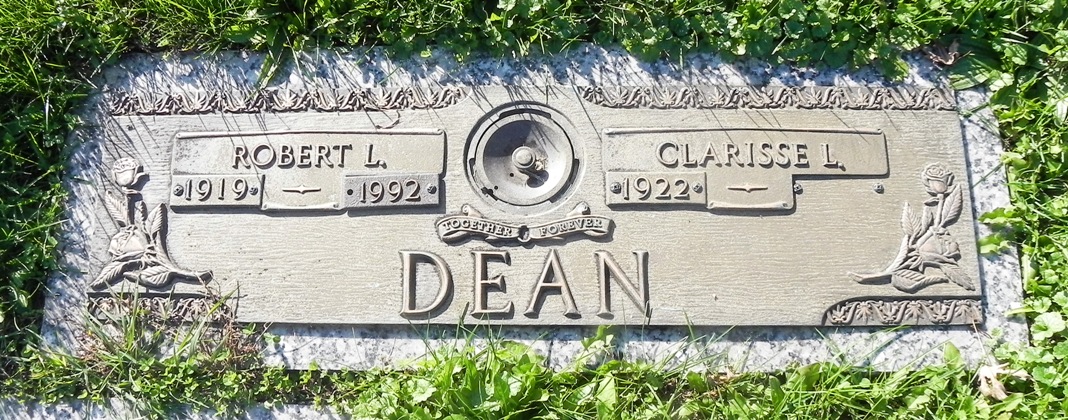 ROBERT L.
1919 - 1992
CLARISSE L.
1922 -
TOGETHER FOREVER
DEAN